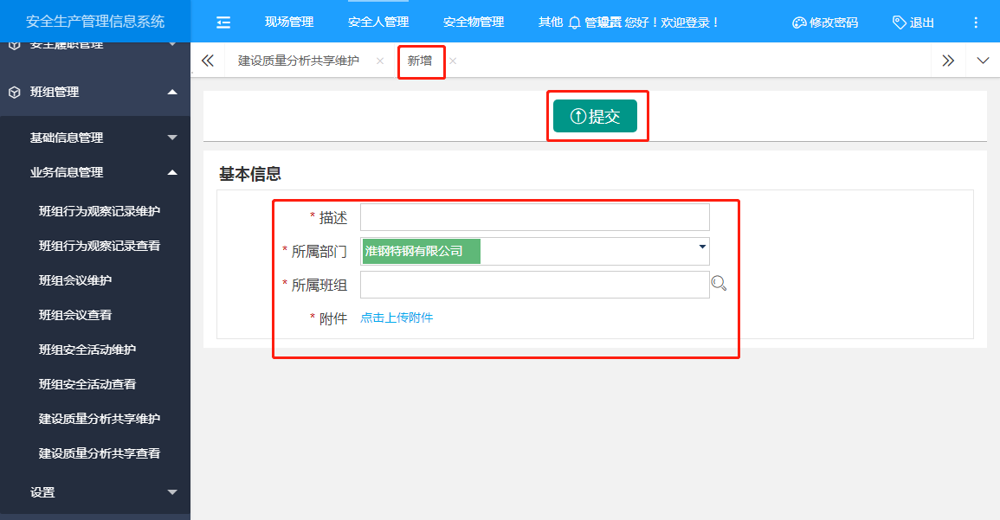 安全生产管理信息系统
现场管理 安全人管理 安全物管理 其他 您好！欢迎登录！ 修改密码 退出
安全履职管理
建设质量分析共享维护 × 新增 ×
班组管理
提交
基础信息管理
业务信息管理
基本信息
班组行为观察记录维护
* 描述
班组行为观察记录查看
* 所属部门 淮钢特钢有限公司
班组会议维护
* 所属班组
班组会议查看
* 附件 点击上传附件
班组安全活动维护
班组安全活动查看
建设质量分析共享维护
建设质量分析共享查看
设置